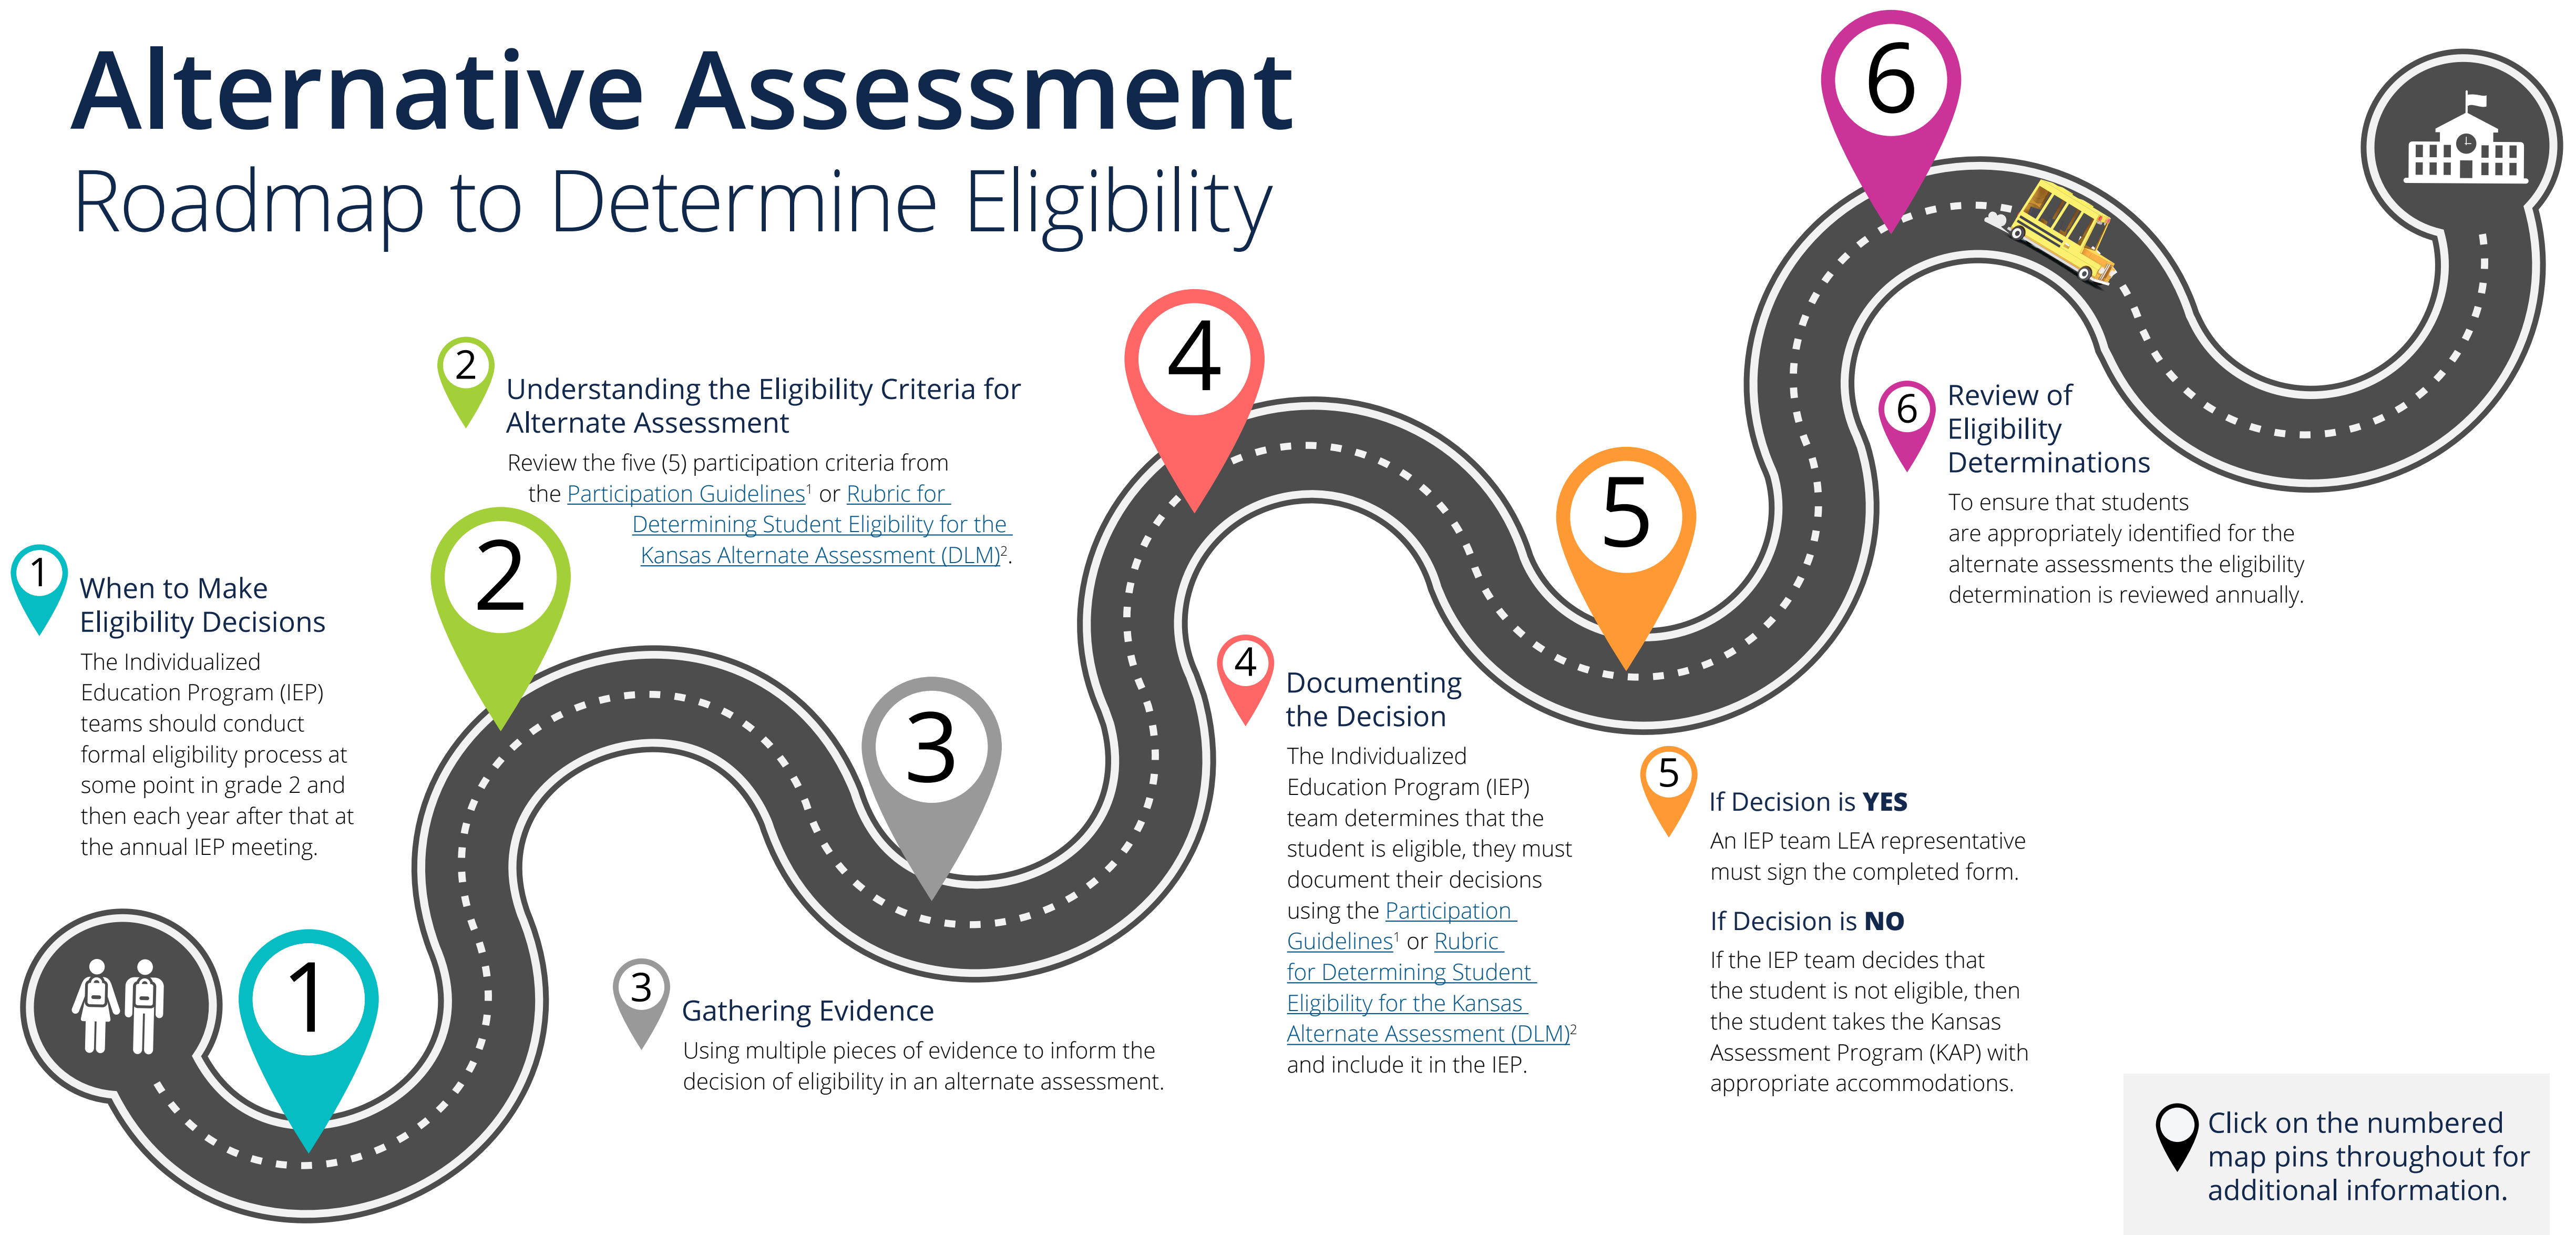 Alternative Assessment
Roadmap to Determine Eligibility
1
When to Make
Eligibility Decisions
The Individualized
Education Program (IEP)
teams should conduct
formal eligibility process at
some point in grade 2 and
then each year after that at
the annual IEP meeting.
1
2
Understanding the Eligibility Criteria for
Alternate Assessment
Review the five (5) participation criteria from
the Participation Guidelines¹ or Rubric for
Determining Student Eligibility for the
Kansas Alternate Assessment (DLM)².
2
3
3
Gathering Evidence
Using multiple pieces of evidence to inform the
decision of eligibility in an alternate assessment.
4
4
Documenting
the Decision
The Individualized
Education Program (IEP)
team determines that the
student is eligible, they must
document their decisions
using the Participation
Guidelines¹ or Rubric
for Determining Student
Eligibility for the Kansas
Alternate Assessment (DLM)²
and include it in the IEP.
5
5
If Decision is YES
An IEP team LEA representative
must sign the completed form.
If Decision is NO
If the IEP team decides that
the student is not eligible, then
the student takes the Kansas
Assessment Program (KAP) with
appropriate accommodations.
6
6
Review of
Eligibility
Determinations
To ensure that students
are appropriately identified for the
alternate assessments the eligibility
determination is reviewed annually.
Click on the numbered
map pins throughout for
additional information.